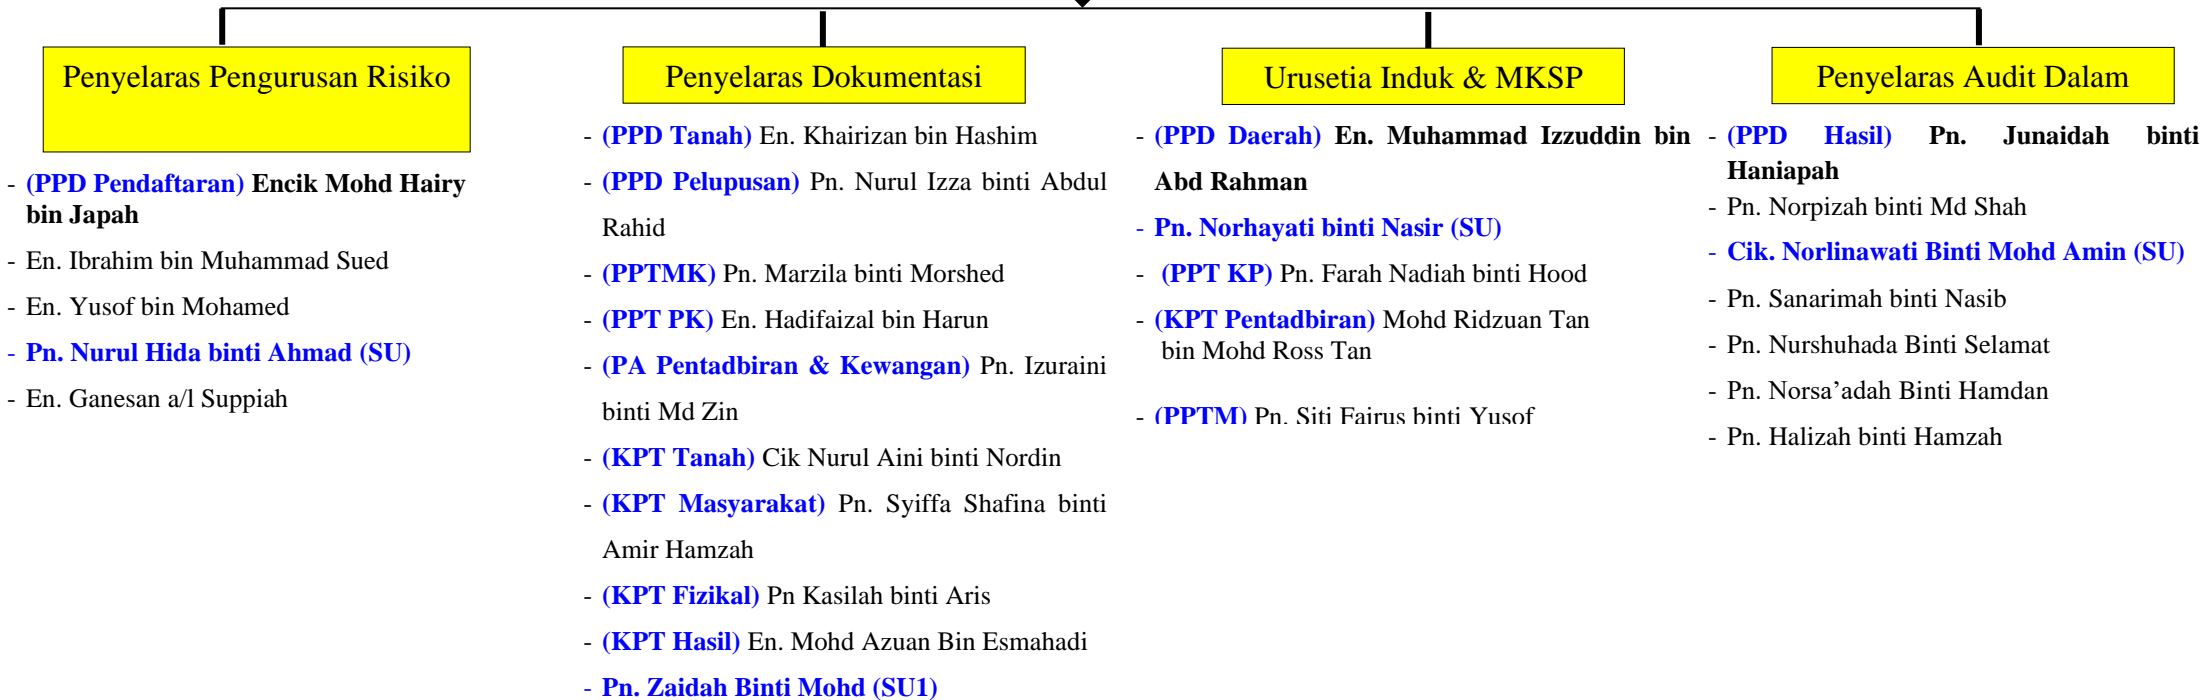 Penyelaras Pengurusan Risiko
- (PPD Pendaftaran) Encik Mohd Hairy
bin Japah
- En. Ibrahim bin Muhammad Sued
- En. Yusof bin Mohamed
- Pn. Nurul Hida binti Ahmad (SU)
- En. Ganesan a/l Suppiah
Penyelaras Dokumentasi
- (PPD Tanah) En. Khairizan bin Hashim
- (PPD Pelupusan) Pn. Nurul Izza binti Abdul
Rahid
- (PPTMK) Pn. Marzila binti Morshed
- (PPT PK) En. Hadifaizal bin Harun
- (PA Pentadbiran & Kewangan) Pn. Izuraini
binti Md Zin
- (KPT Tanah) Cik Nurul Aini binti Nordin
- (KPT Masyarakat) Pn. Syiffa Shafina binti
Amir Hamzah
- (KPT Fizikal) Pn Kasilah binti Aris
- (KPT Hasil) En. Mohd Azuan Bin Esmahadi
- Pn. Zaidah Binti Mohd (SU1)
Urusetia Induk & MKSP
- (PPD Daerah) En. Muhammad Izzuddin bin
Abd Rahman
- Pn. Norhayati binti Nasir (SU)
- (PPT KP) Pn. Farah Nadiah binti Hood
- (KPT Pentadbiran) Mohd Ridzuan Tan
bin Mohd Ross Tan
- (PPTM) Pn. Siti Fairus binti Yusof
Penyelaras Audit Dalam
- (PPD Hasil) Pn. Junaidah binti
Haniapah
- Pn. Norpizah binti Md Shah
- Cik. Norlinawati Binti Mohd Amin (SU)
- Pn. Sanarimah binti Nasib
- Pn. Nurshuhada Binti Selamat
- Pn. Norsa’adah Binti Hamdan
- Pn. Halizah binti Hamzah